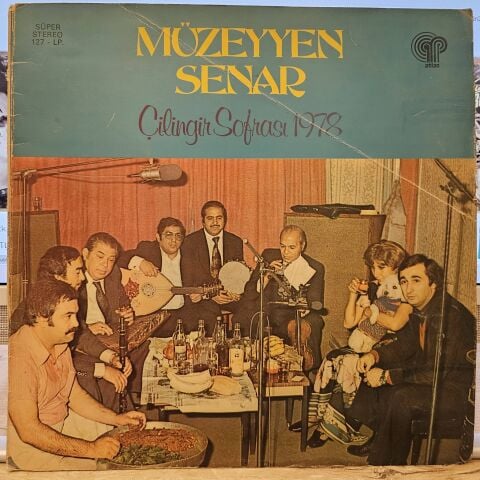 SÜPER
STEREO
127 - LP.
MÜZEYYEN
SENAR
atlas
Çilingir Sofrası 1978